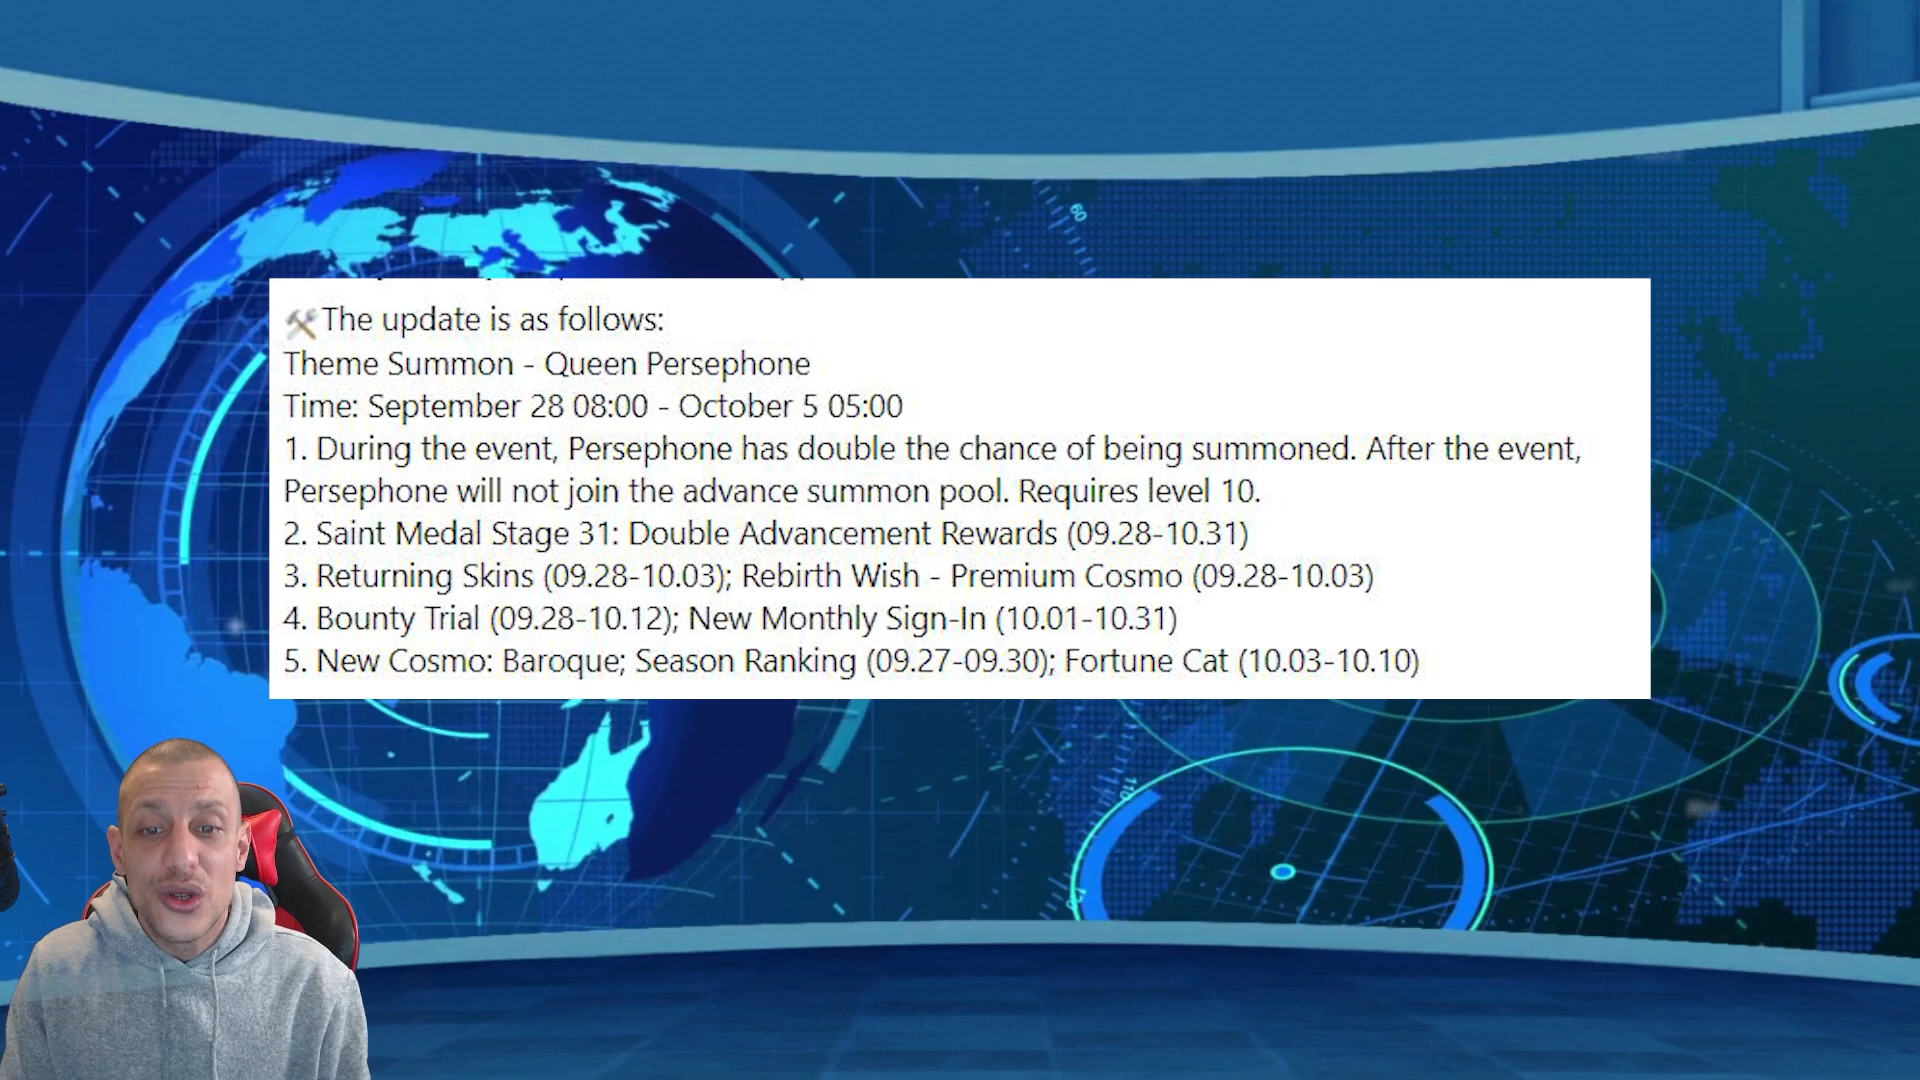 The update is as follows:
Theme Summon - Queen Persephone
Time: September 28 08:00 - October 5 05:00
1. During the event, Persephone has double the chance of being summoned. After the event,
Persephone will not join the advance summon pool. Requires level 10.
2. Saint Medal Stage 31: Double Advancement Rewards (09.28-10.31)
3. Returning Skins (09.28-10.03); Rebirth Wish - Premium Cosmo (09.28-10.03)
4. Bounty Trial (09.28-10.12); New Monthly Sign-In (10.01-10.31)
5. New Cosmo: Baroque; Season Ranking (09.27-09.30); Fortune Cat (10.03-10.10)
60
110